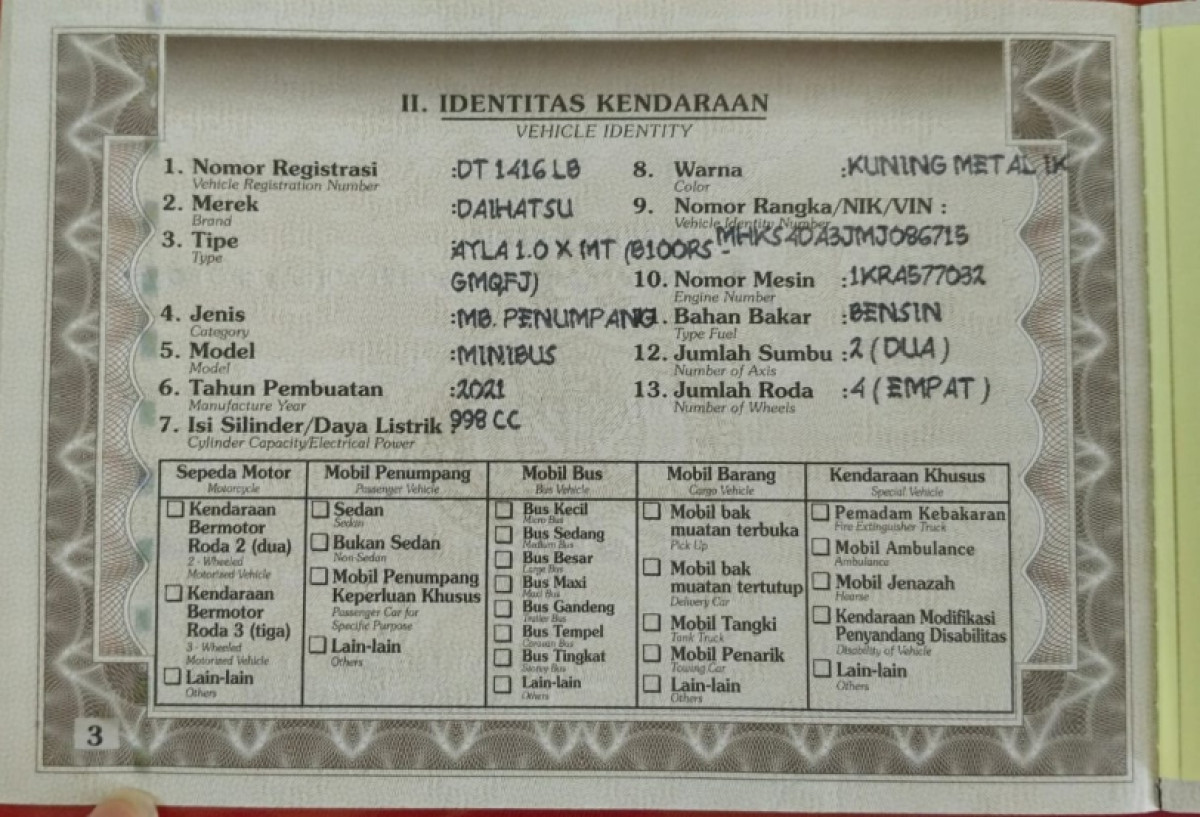 II. IDENTITAS KENDARAAN
VEHICLE IDENTITY
1. Nomor Registrasi :DT 1416 LB
Vehicle Registration Number
2. Merek :DAIHATSU
Brand
3. Tipe :AYLA 1.0 X MT (B100RS -
Type
GMQFJ)
4. Jenis :MB. PENUMPANG
Category
5. Model :MINIBUS
Model
6. Tahun Pembuatan :2021
Manufacture Year
7. Isi Silinder/Daya Listrik : 998 CC
Cylinder Capacity/Electrical Power
8. Warna :KUNING METALIK
Color
9. Nomor Rangka/NIK/VIN :
Vehicle Identity Number
MHKS4DA3JMJ086715
10. Nomor Mesin :1KRA577032
Engine Number
11. Bahan Bakar :BENSIN
Type Fuel
12. Jumlah Sumbu :2 (DUA)
Number of Axis
13. Jumlah Roda :4 (EMPAT)
Number of Wheels
Sepeda Motor
Motorcycle
Kendaraan
Bermotor
Roda 2 (dua)
2 - Wheeled
Motorised Vehicle
Kendaraan
Bermotor
Roda 3 (tiga)
3 - Wheeled
Motorised Vehicle
Lain-lain
Others
Mobil Penumpang
Passenger Vehicle
Sedan
Sedan
Bukan Sedan
Non-Sedan
Mobil Penumpang
Keperluan Khusus
Passenger Car for
Specific Purpose
Lain-lain
Others
Mobil Bus
Bus Vehicle
Bus Kecil
Micro Bus
Bus Sedang
Medium Bus
Bus Besar
Large Bus
Bus Maxi
Maxi Bus
Bus Gandeng
Trailer Bus
Bus Tempel
Caravan Bus
Bus Tingkat
Lain-lain
Others
Mobil Barang
Cargo Vehicle
Mobil bak
muatan terbuka
Pick Up
Mobil bak
muatan tertutup
Delivery Car
Mobil Tangki
Tank Truck
Mobil Penarik
Towing Car
Lain-lain
Others
Kendaraan Khusus
Special Vehicle
Pemadam Kebakaran
Fire Extinguisher Truck
Mobil Ambulance
Ambulance
Mobil Jenazah
Hearse
Kendaraan Modifikasi
Penyandang Disabilitas
Disability of Vehicle
Lain-lain
Others
3